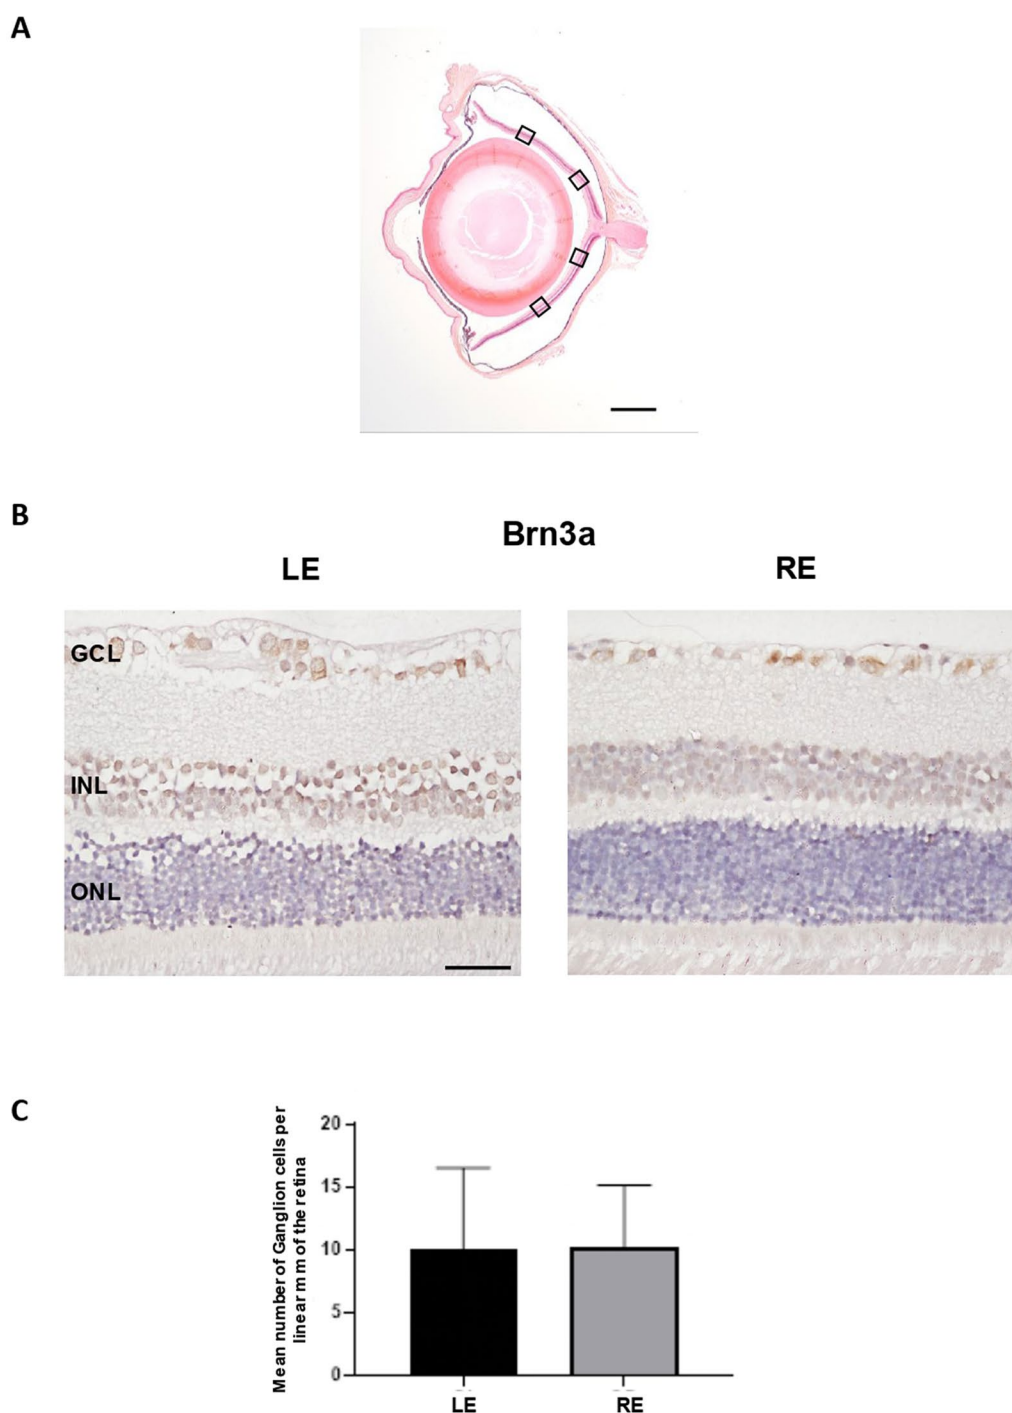 A
B
Brn3a
LE
RE
GCL
INL
ONL
C
Mean number of Ganglion cells per
linear mm of the retina
20
15
10
5
0
LE
RE